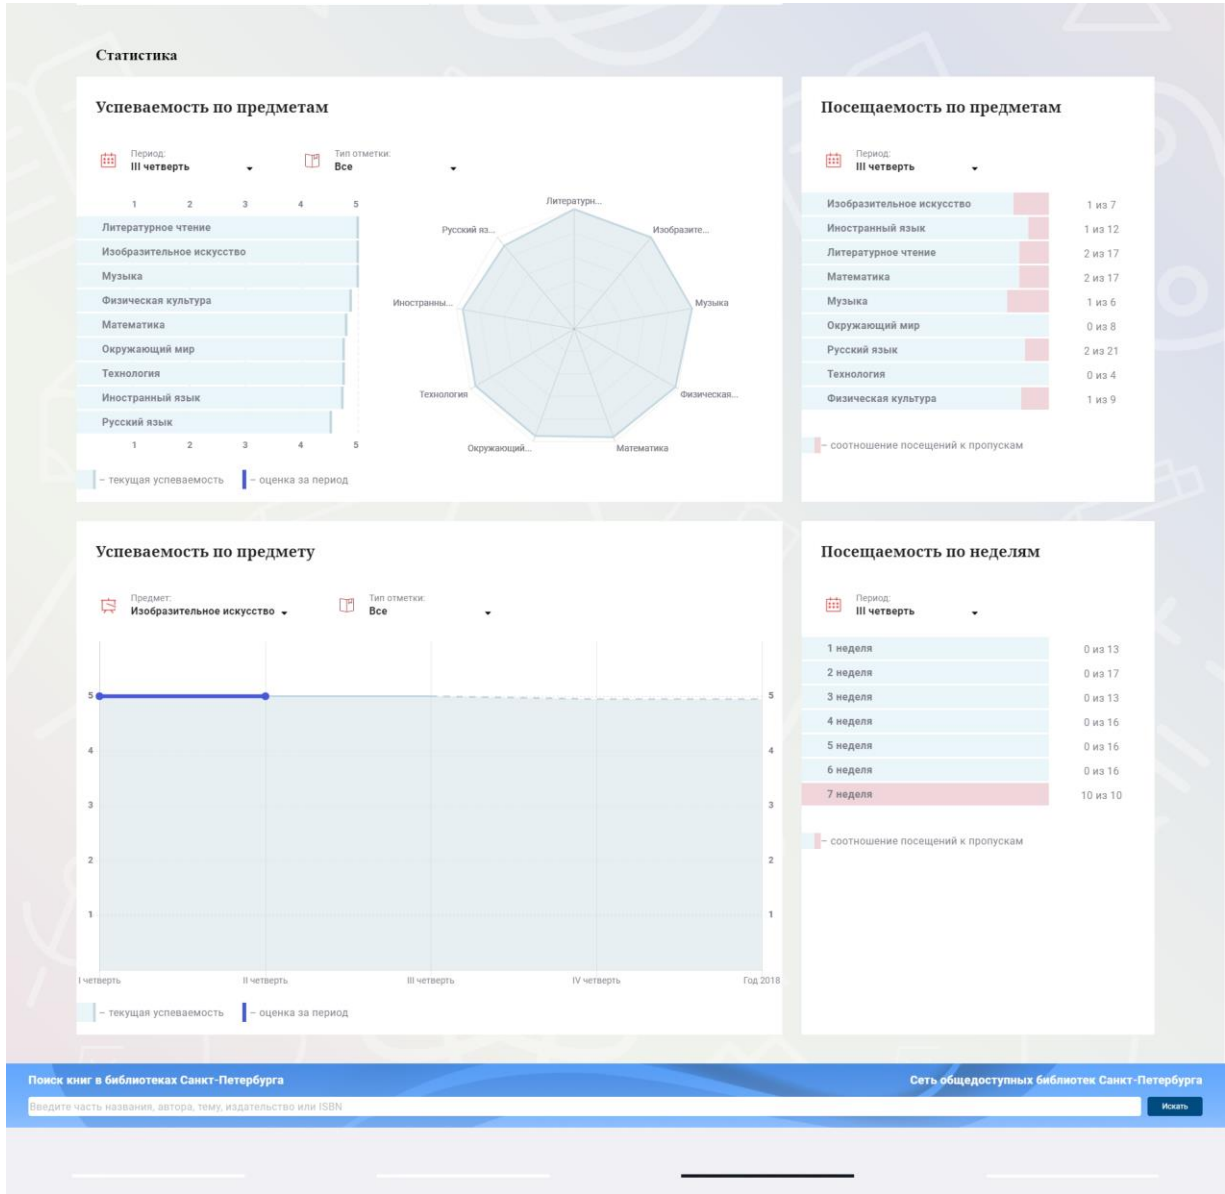 Статистика
Успеваемость по предметам
Период:
III четверть
Тип отметки:
Все
1 2 3 4 5
Литературное чтение
Изобразительное искусство
Музыка
Физическая культура
Математика
Окружающий мир
Технология
Иностранный язык
Русский язык
1 2 3 4 5
– текущая успеваемость – оценка за период
Литературн...
Русский яз... Изобразите...
Иностранны... Музыка
Технология Физическая...
Окружающий... Математика
Посещаемость по предметам
Период:
III четверть
Изобразительное искусство 1 из 7
Иностранный язык 1 из 12
Литературное чтение 2 из 17
Математика 2 из 17
Музыка 1 из 6
Окружающий мир 0 из 8
Русский язык 2 из 21
Технология 0 из 4
Физическая культура 1 из 9
– соотношение посещений к пропускам
Успеваемость по предмету
Предмет:
Изобразительное искусство
Тип отметки:
Все
5 5
4 4
3 3
2 2
1 1
I четверть II четверть III четверть IV четверть Год 2018
– текущая успеваемость – оценка за период
Посещаемость по неделям
Период:
III четверть
1 неделя 0 из 13
2 неделя 0 из 17
3 неделя 0 из 13
4 неделя 0 из 16
5 неделя 0 из 16
6 неделя 0 из 16
7 неделя 10 из 10
– соотношение посещений к пропускам
Поиск книг в библиотеках Санкт-Петербурга Сеть общедоступных библиотек Санкт-Петербурга
Введите часть названия, автора, тему, издательство или ISBN Искать